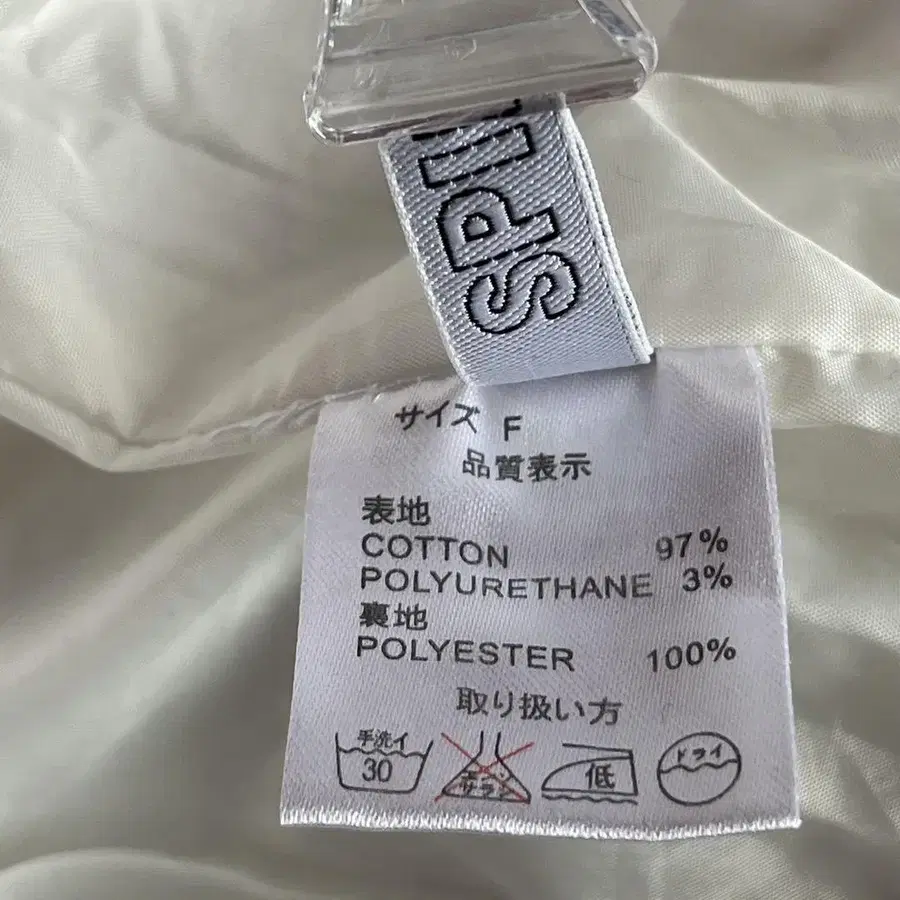 サイズ F
品質表示
表地
COTTON 97%
POLYURETHANE 3%
裏地
POLYESTER 100%
取り扱い方
手洗イ
30
低
ドライ